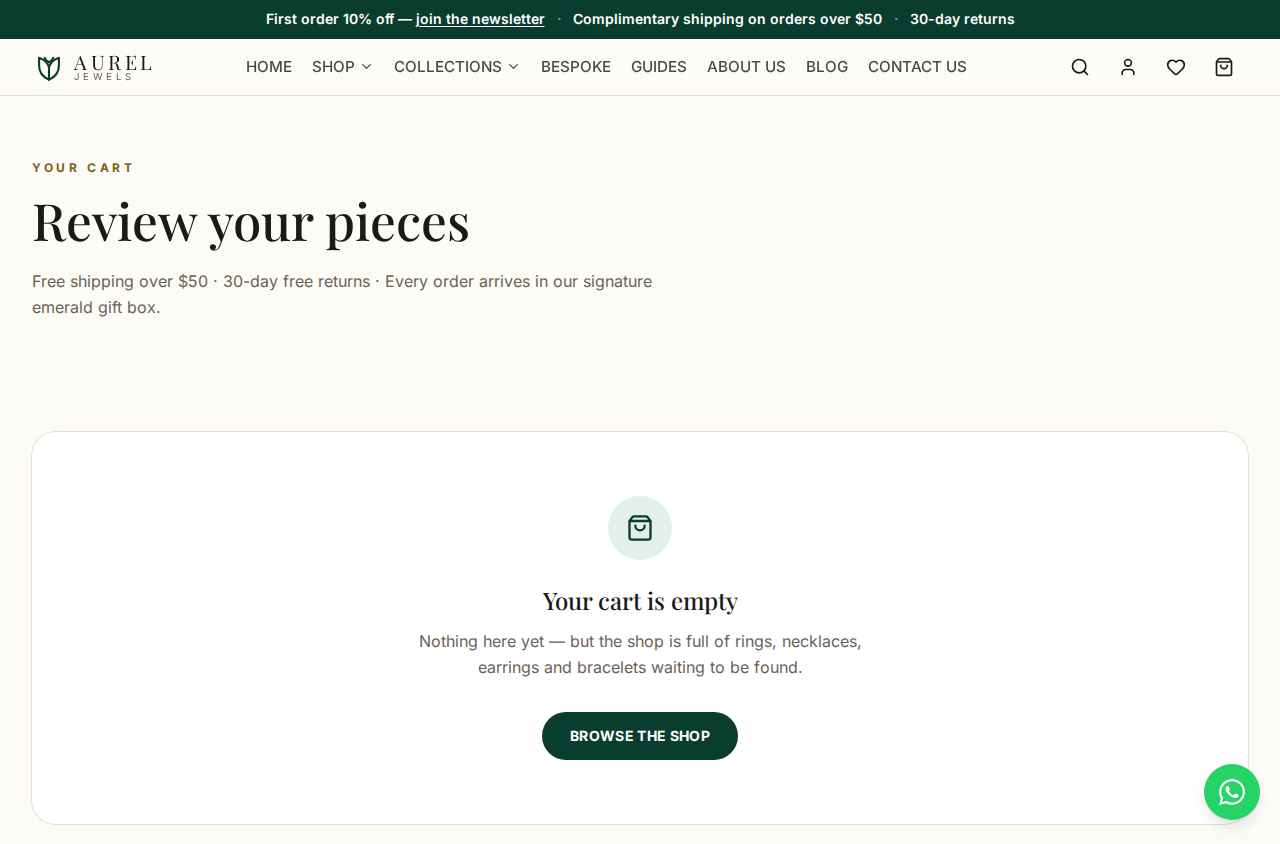 First order 10% off — join the newsletter · Complimentary shipping on orders over $50 · 30-day returns
AUREL
JEWELS
HOME SHOP COLLECTIONS BESPOKE GUIDES ABOUT US BLOG CONTACT US
YOUR CART
Review your pieces
Free shipping over $50 · 30-day free returns · Every order arrives in our signature
emerald gift box.
Your cart is empty
Nothing here yet — but the shop is full of rings, necklaces,
earrings and bracelets waiting to be found.
BROWSE THE SHOP